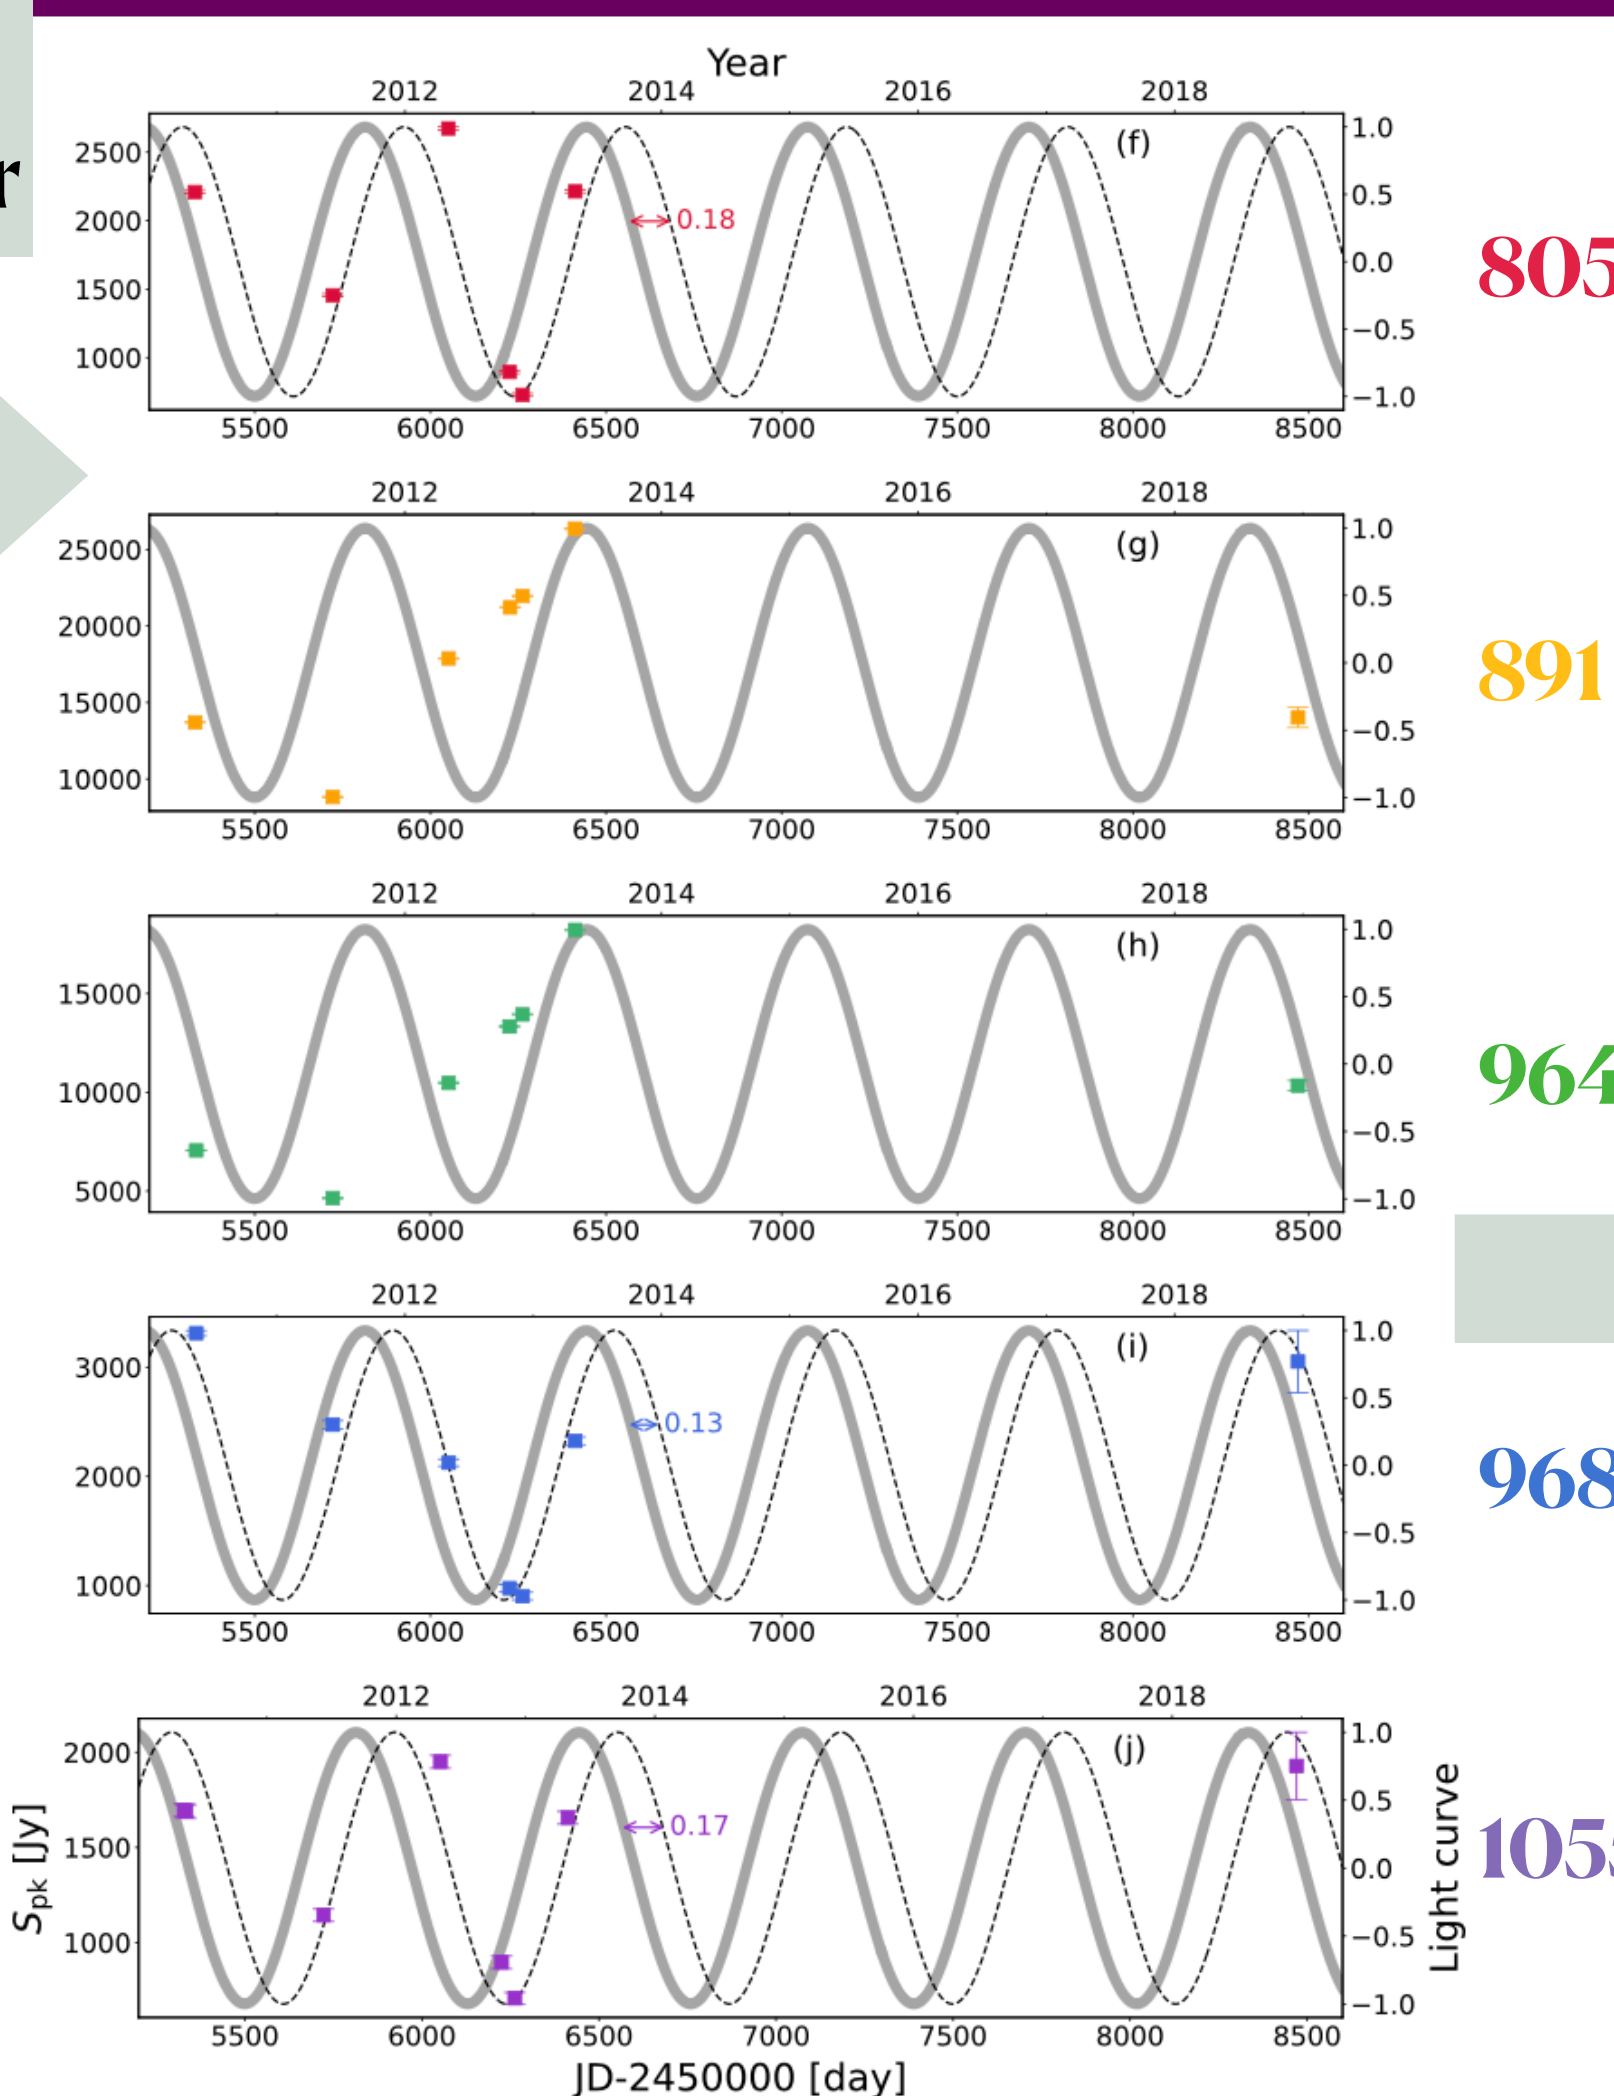 Year
2012 2014 2016 2018
r
(f)
2500 2000 1500 1000
1.0 0.5 0.0 −0.5 −1.0
0.18
805
5500 6000 6500 7000 7500 8000 8500
2012 2014 2016 2018
(g)
25000 20000 15000 10000
1.0 0.5 0.0 −0.5 −1.0
891
5500 6000 6500 7000 7500 8000 8500
2012 2014 2016 2018
(h)
15000 10000 5000
1.0 0.5 0.0 −0.5 −1.0
964
5500 6000 6500 7000 7500 8000 8500
2012 2014 2016 2018
(i)
3000 2000 1000
1.0 0.5 0.0 −0.5 −1.0
0.13
968
5500 6000 6500 7000 7500 8000 8500
2012 2014 2016 2018
(j)
2000 1500 1000
1.0 0.5 0.0 −0.5 −1.0
0.17
Spk [Jy]
Light curve
1055
5500 6000 6500 7000 7500 8000 8500
JD-2450000 [day]